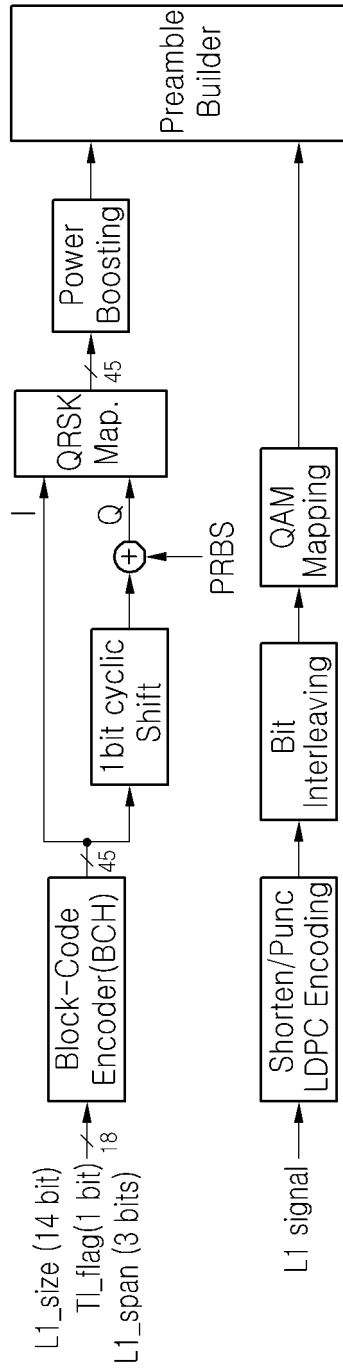 L1_size (14 bit)
TI_flag(1 bit)
L1_span (3 bits)
18
Block-Code
Encoder(BCH)
45
I
1bit cyclic
Shift
+
Q
PRBS
QRSK
Map.
45
Power
Boosting
Preamble
Builder
L1 signal
Shorten/Punc
LDPC Encoding
Bit
Interleaving
QAM
Mapping